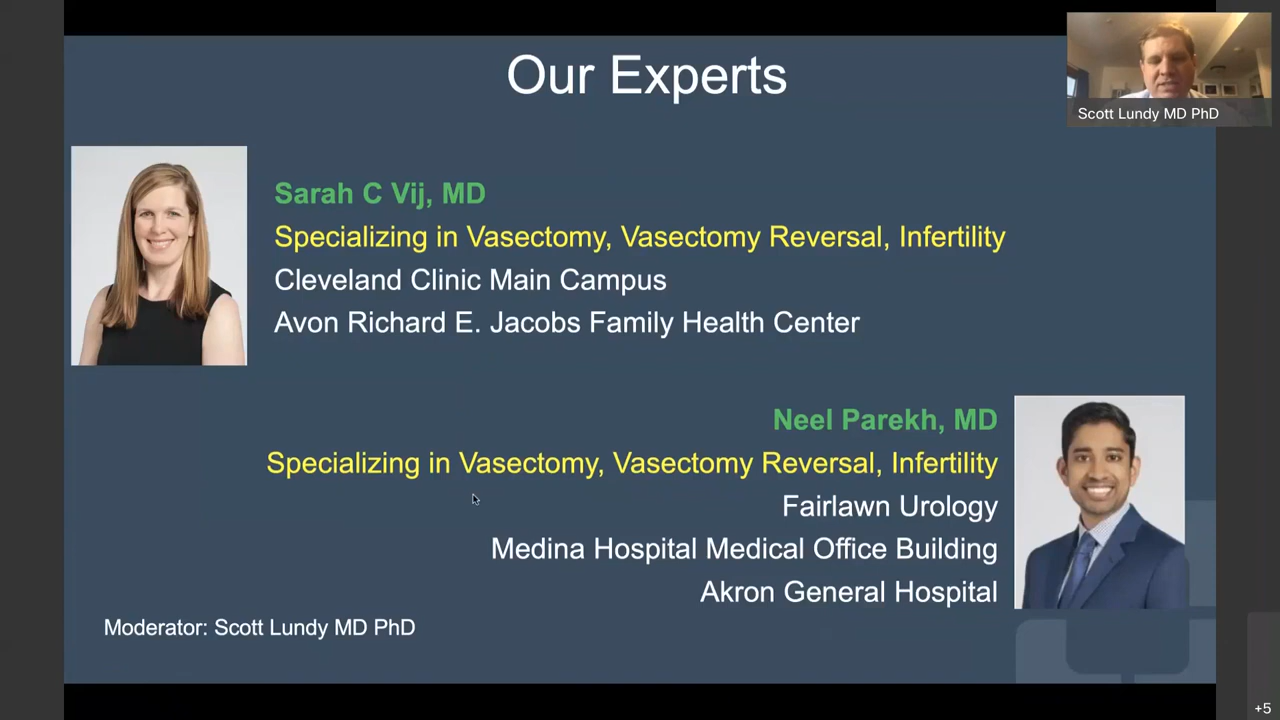 Our Experts
Scott Lundy MD PhD
Sarah C Vij, MD
Specializing in Vasectomy, Vasectomy Reversal, Infertility
Cleveland Clinic Main Campus
Avon Richard E. Jacobs Family Health Center
Neel Parekh, MD
Specializing in Vasectomy, Vasectomy Reversal, Infertility
Fairlawn Urology
Medina Hospital Medical Office Building
Akron General Hospital
Moderator: Scott Lundy MD PhD
+5